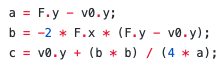 a = F.y - v0.y;
b = -2 * F.x * (F.y - v0.y);
c = v0.y + (b * b) / (4 * a);